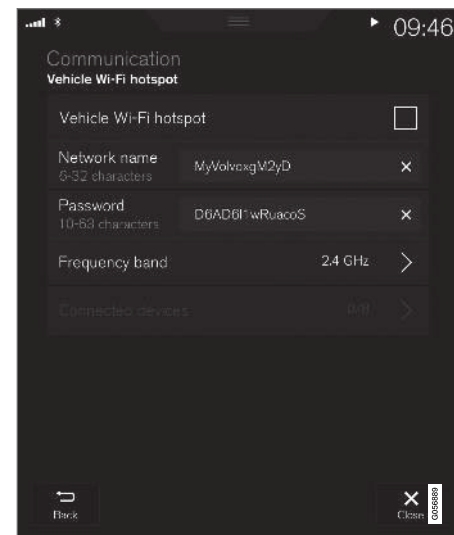 09:46
Communication
Vehicle Wi-Fi hotspot
Vehicle Wi-Fi hotspot
Network name
6-32 characters
MyVolvoxgM2yD
Password
10-63 characters
D6AD6I1wRuacoS
Frequency band
2.4 GHz
Connected devices
Back
Close
G056889